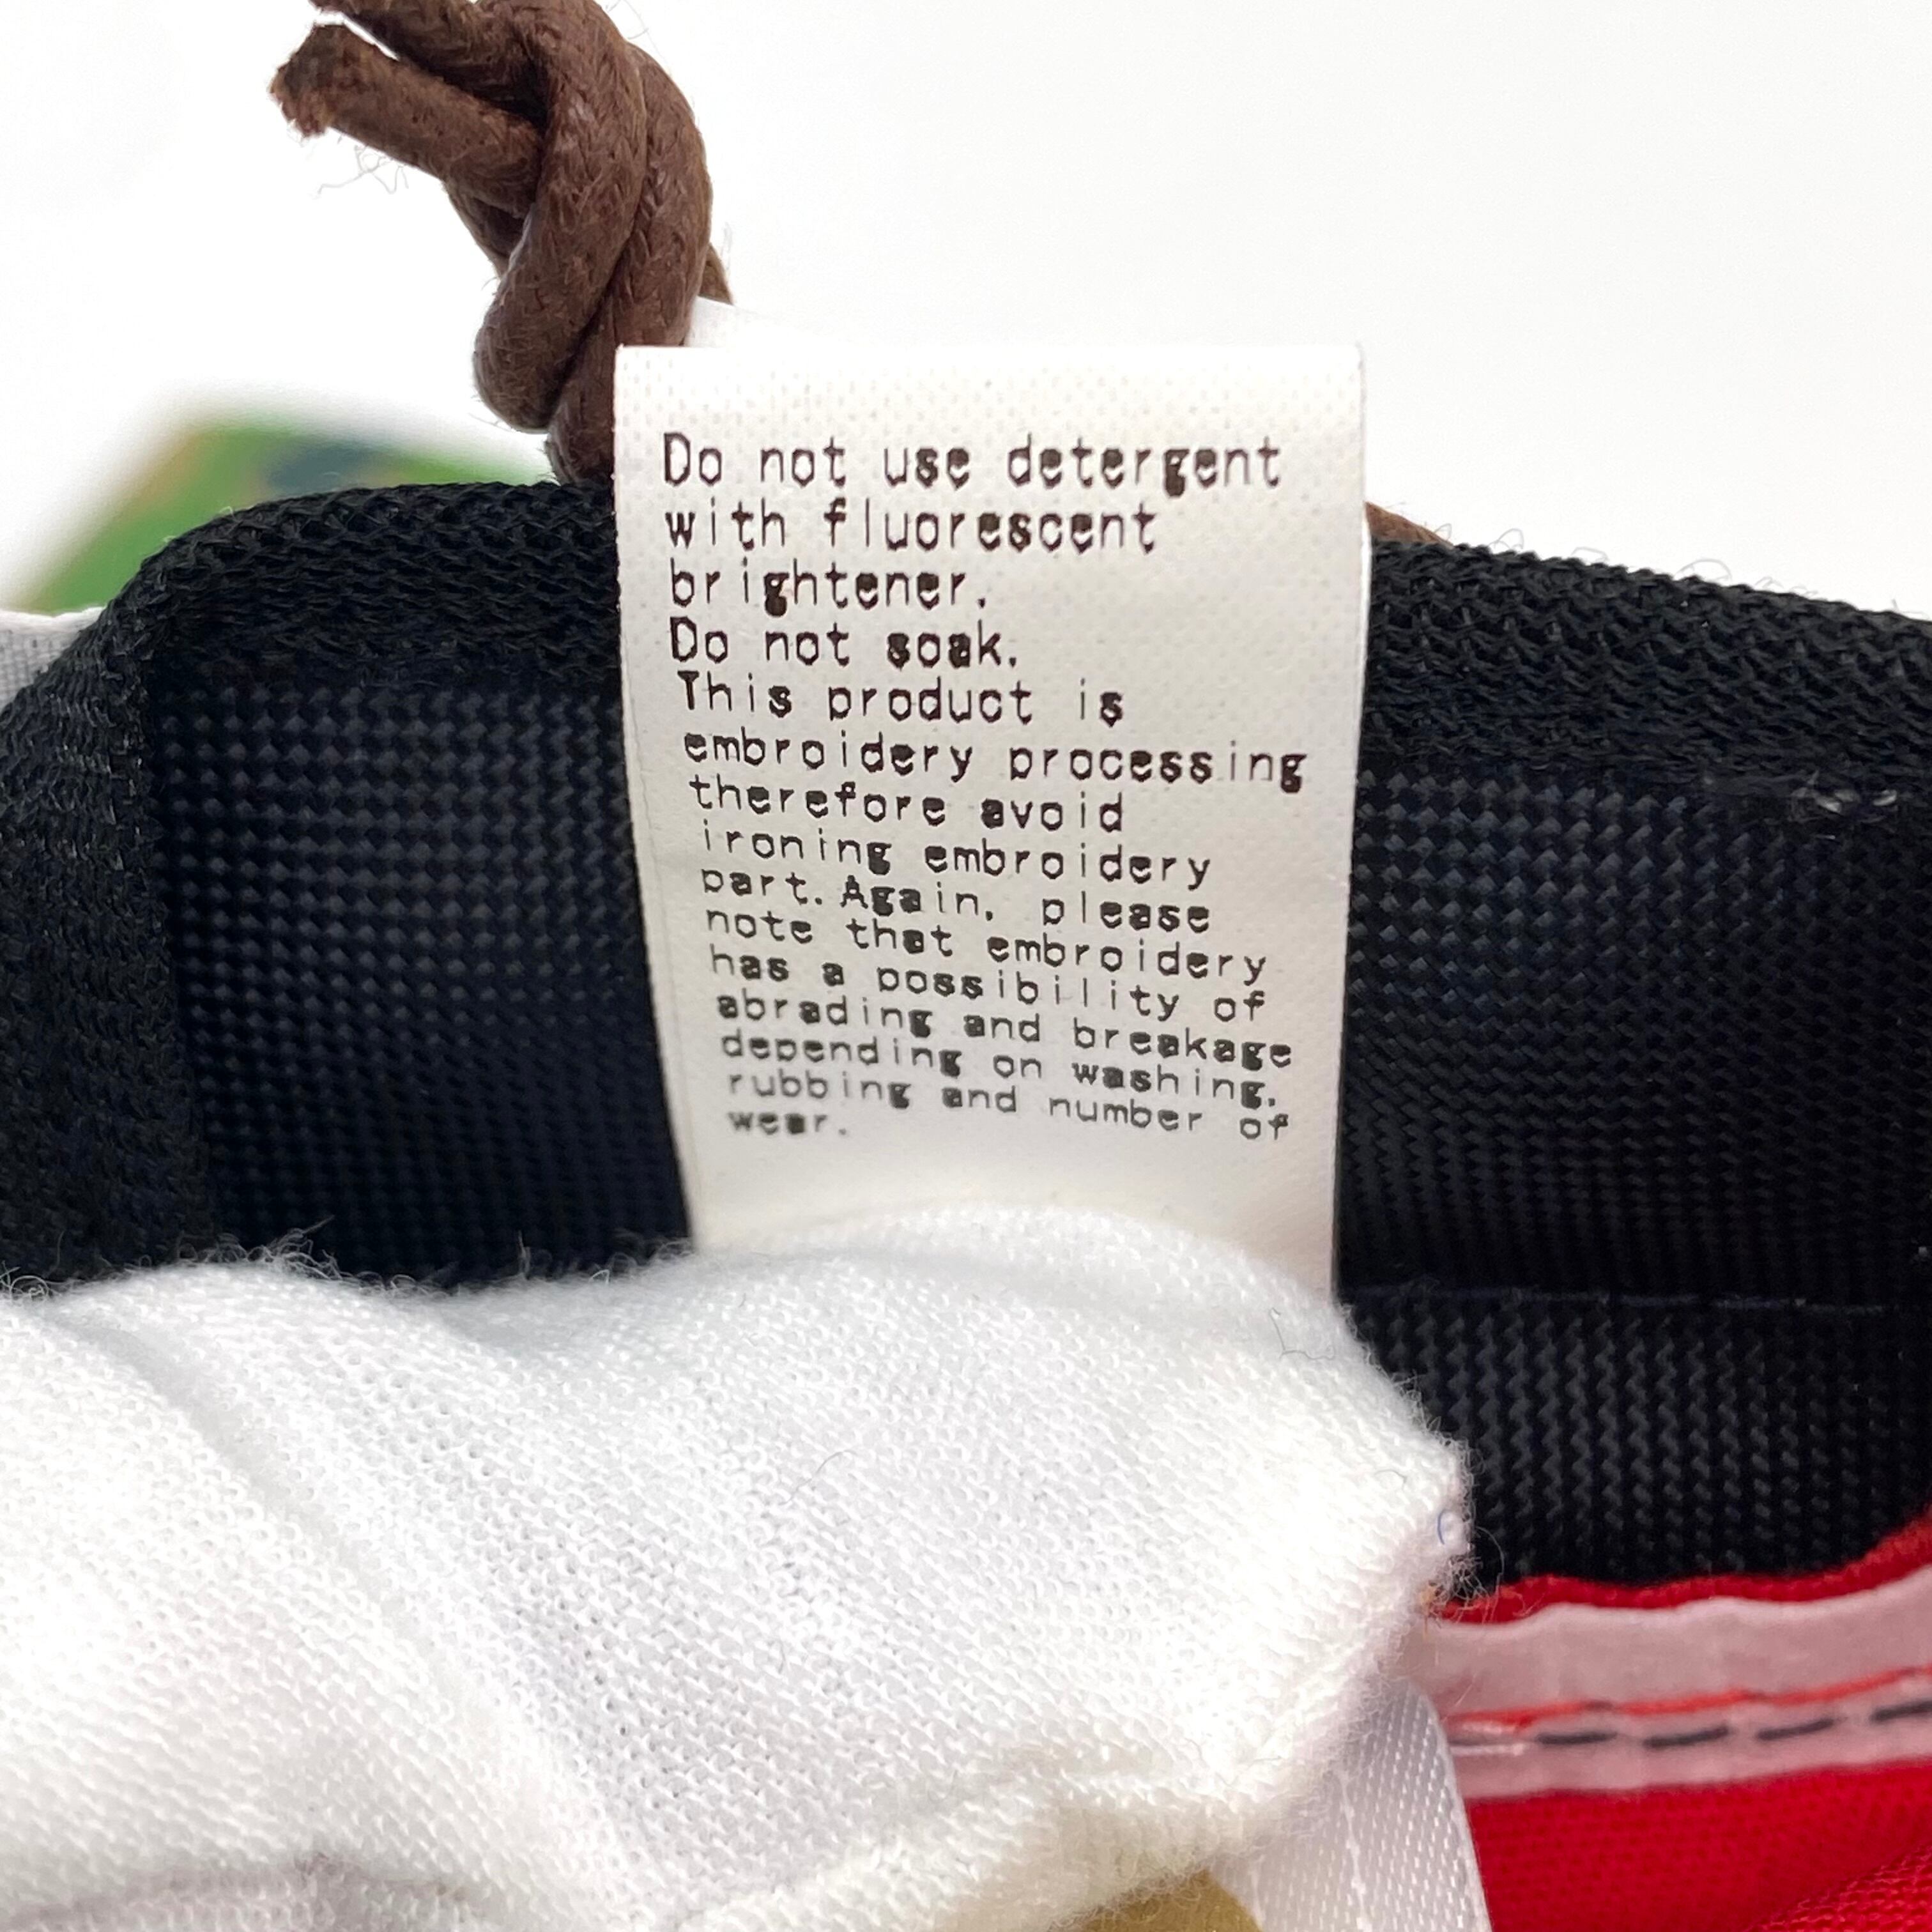 Do not use detergent
with fluorescent
brightener.
Do not soak.
This product is
embroidery processing
therefore avoid
ironing embroidery
part. Again, please
note that embroidery
has a possibility of
abrading and breakage
depending on washing,
rubbing and number of
wear.